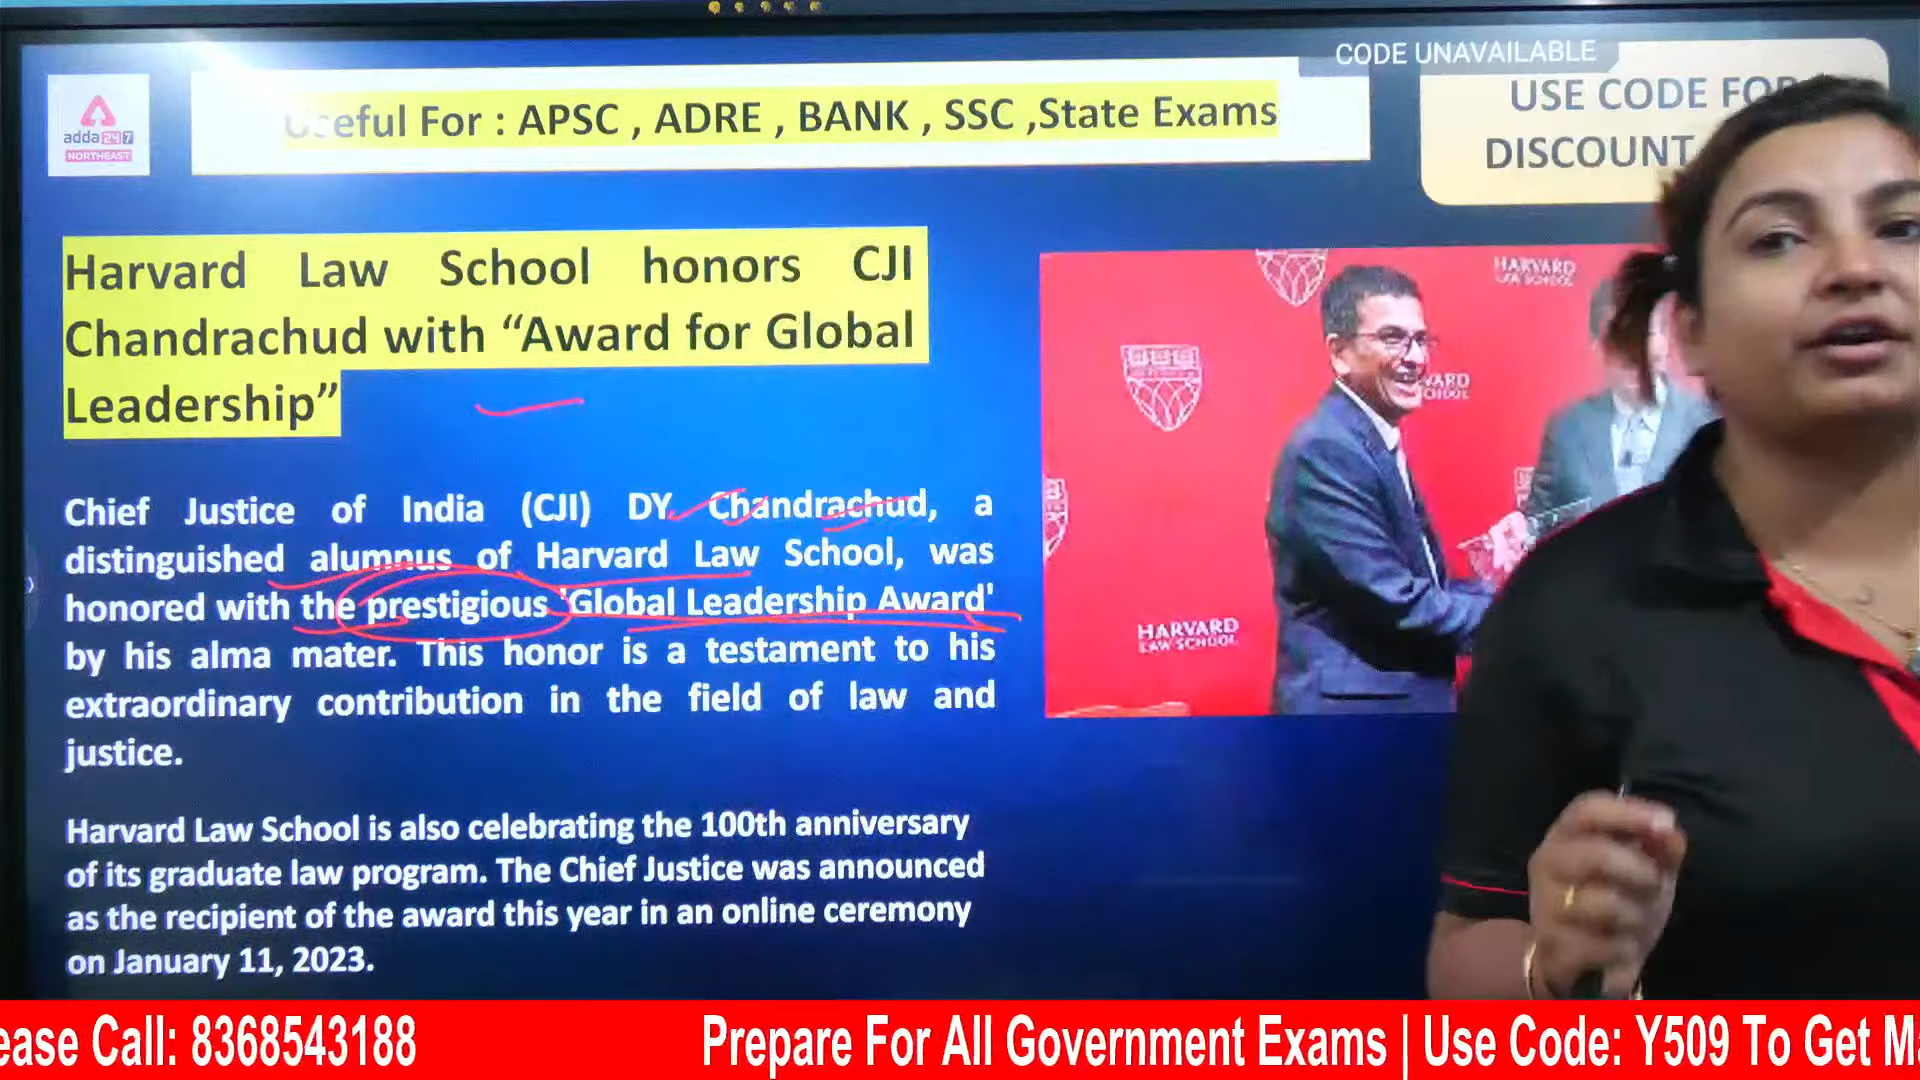 CODE UNAVAILABLE
adda247
NORTHEAST
Useful For : APSC , ADRE , BANK , SSC ,State Exams
USE CODE FOR
DISCOUNT
Harvard Law School honors CJI
Chandrachud with “Award for Global
Leadership”
HARVARD
LAW SCHOOL
VARD
CHOOL
HARVARD
LAW SCHOOL
Chief Justice of India (CJI) DY Chandrachud, a
distinguished alumnus of Harvard Law School, was
honored with the prestigious 'Global Leadership Award'
by his alma mater. This honor is a testament to his
extraordinary contribution in the field of law and
justice.
Harvard Law School is also celebrating the 100th anniversary
of its graduate law program. The Chief Justice was announced
as the recipient of the award this year in an online ceremony
on January 11, 2023.
ease Call: 8368543188 Prepare For All Government Exams | Use Code: Y509 To Get Ma